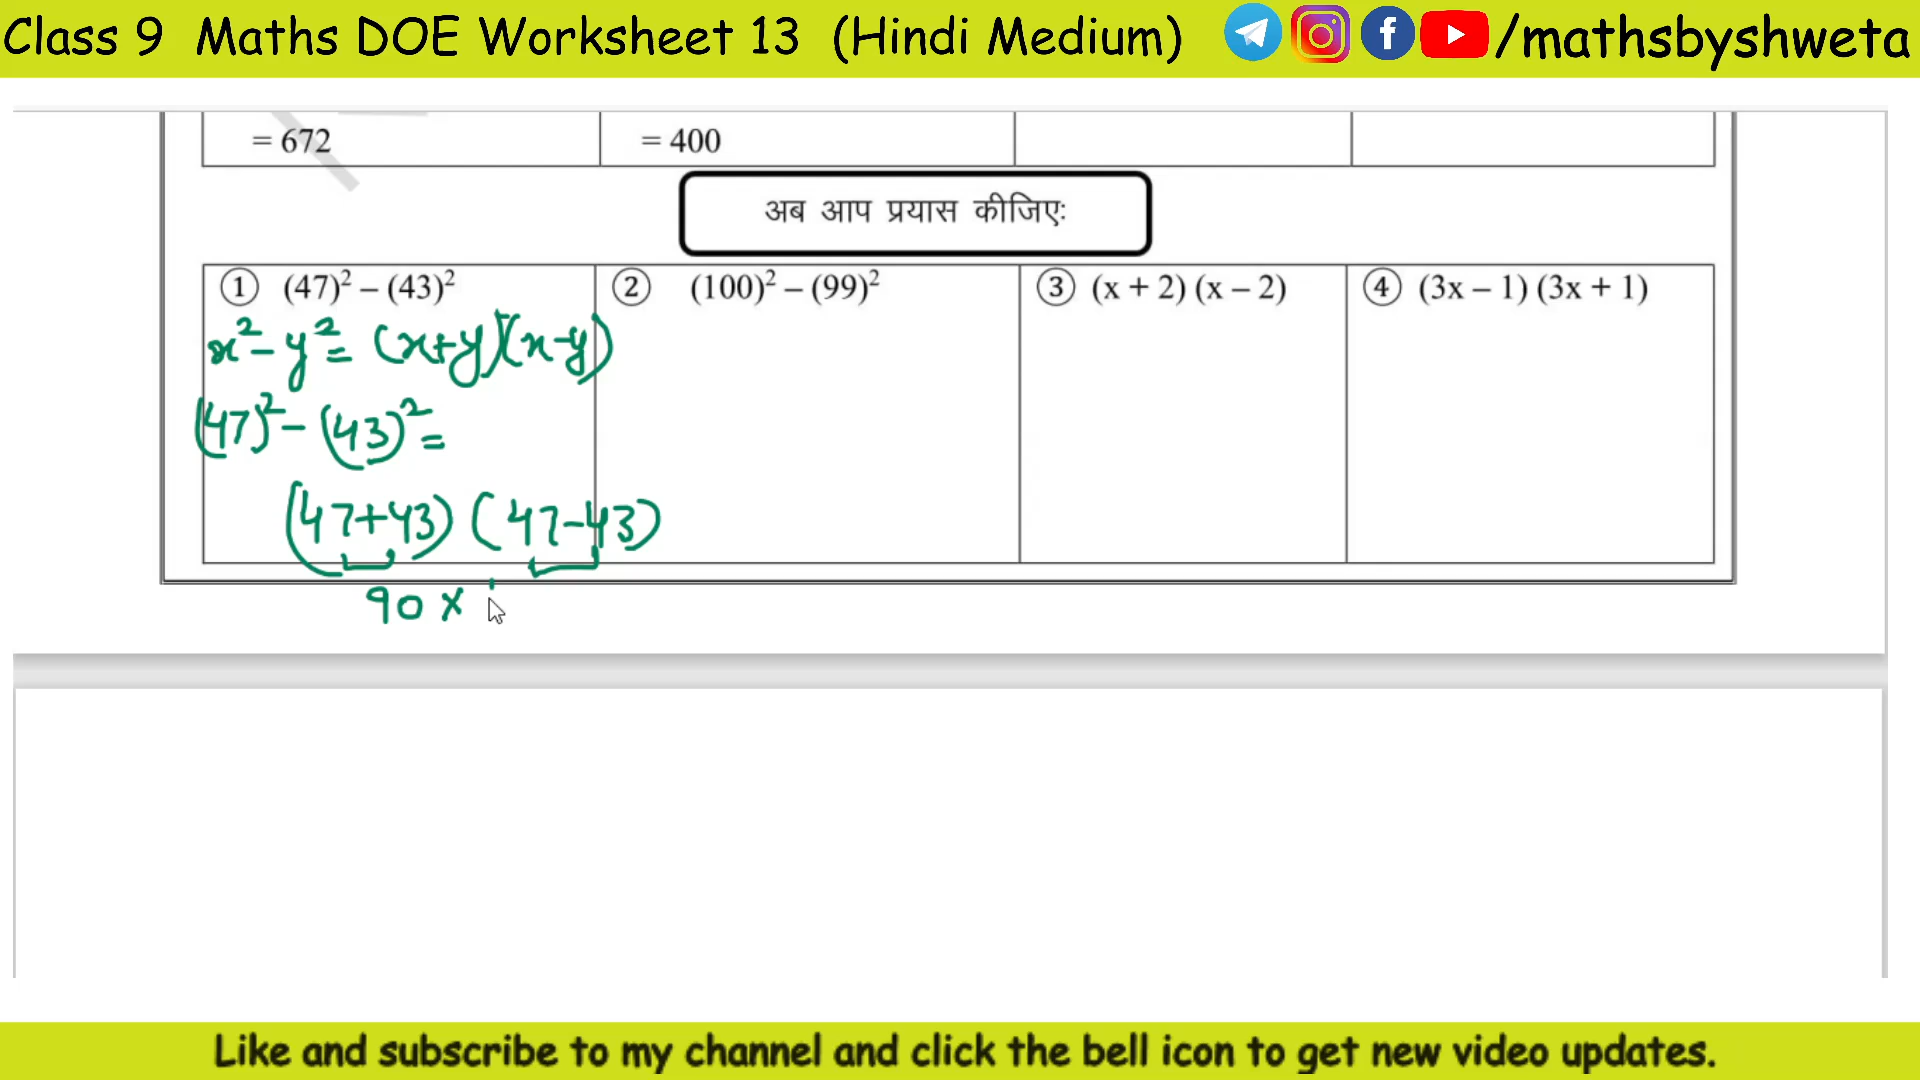 Class 9 Maths DOE Worksheet 13 (Hindi Medium) /mathsbyshweta
= 672 = 400
अब आप प्रयास कीजिए:
① (47)² – (43)² ② (100)² – (99)² ③ (x + 2) (x – 2) ④ (3x – 1) (3x + 1)
x² - y² = (x+y)(x-y)
(47)² - (43)² =
(47+43) (47-43)
90 x
Like and subscribe to my channel and click the bell icon to get new video updates.